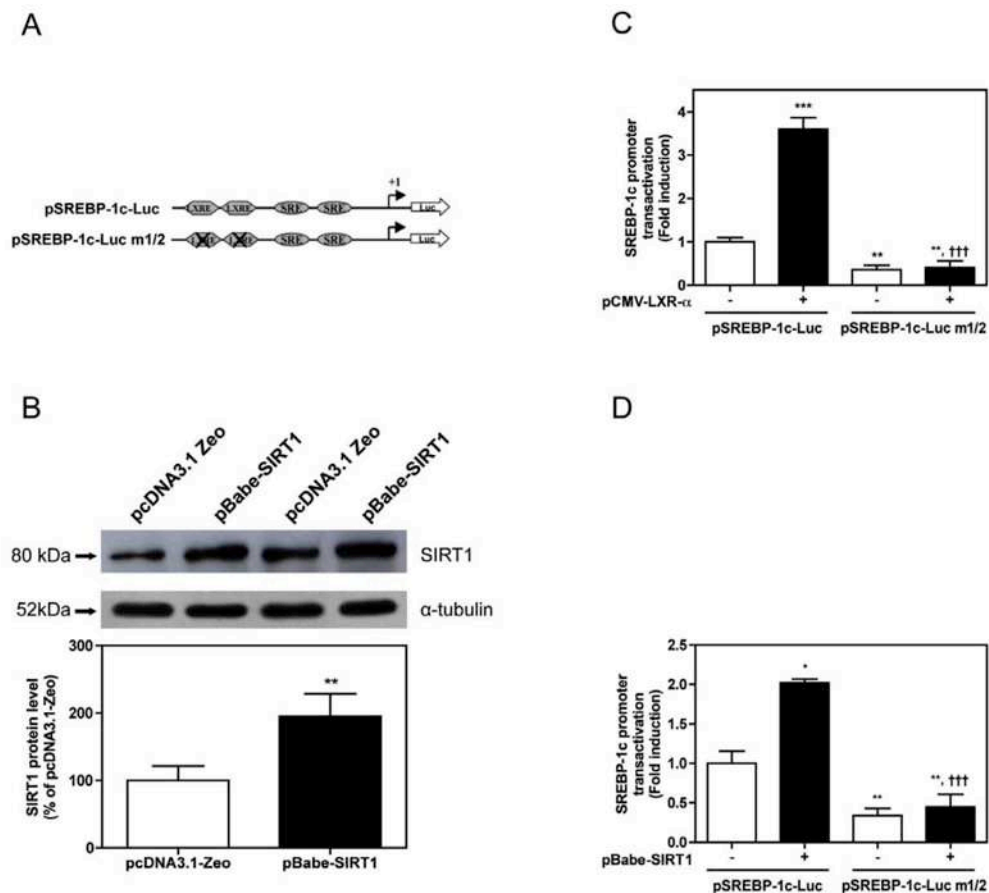 A
+1
pSREBP-1c-Luc
LXRE LXRE SRE SRE Luc
pSREBP-1c-Luc m1/2
SRE SRE Luc
B
pcDNA3.1 Zeo
pBabe-SIRT1
pcDNA3.1 Zeo
pBabe-SIRT1
80 kDa
SIRT1
52kDa
α-tubulin
SIRT1 protein level
(% of pcDNA3.1-Zeo)
300
200
100
0
**
pcDNA3.1-Zeo
pBabe-SIRT1
C
SREBP-1c promoter
transactivation
(Fold induction)
4
3
2
1
0
***
**
**, †††
pCMV-LXR-α - + - +
pSREBP-1c-Luc
pSREBP-1c-Luc m1/2
D
SREBP-1c promoter
transactivation
(Fold induction)
2.5
2.0
1.5
1.0
0.5
0.0
*
**
**, †††
pBabe-SIRT1 - + - +
pSREBP-1c-Luc
pSREBP-1c-Luc m1/2